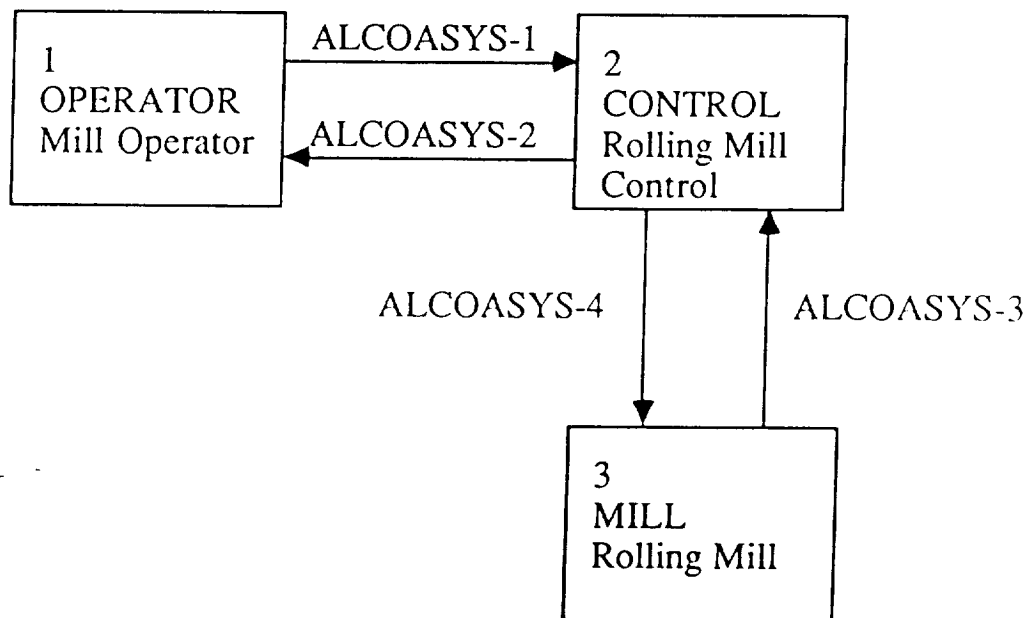 1
OPERATOR
Mill Operator
ALCOASYS-1
ALCOASYS-2
2
CONTROL
Rolling Mill
Control
ALCOASYS-4
ALCOASYS-3
3
MILL
Rolling Mill